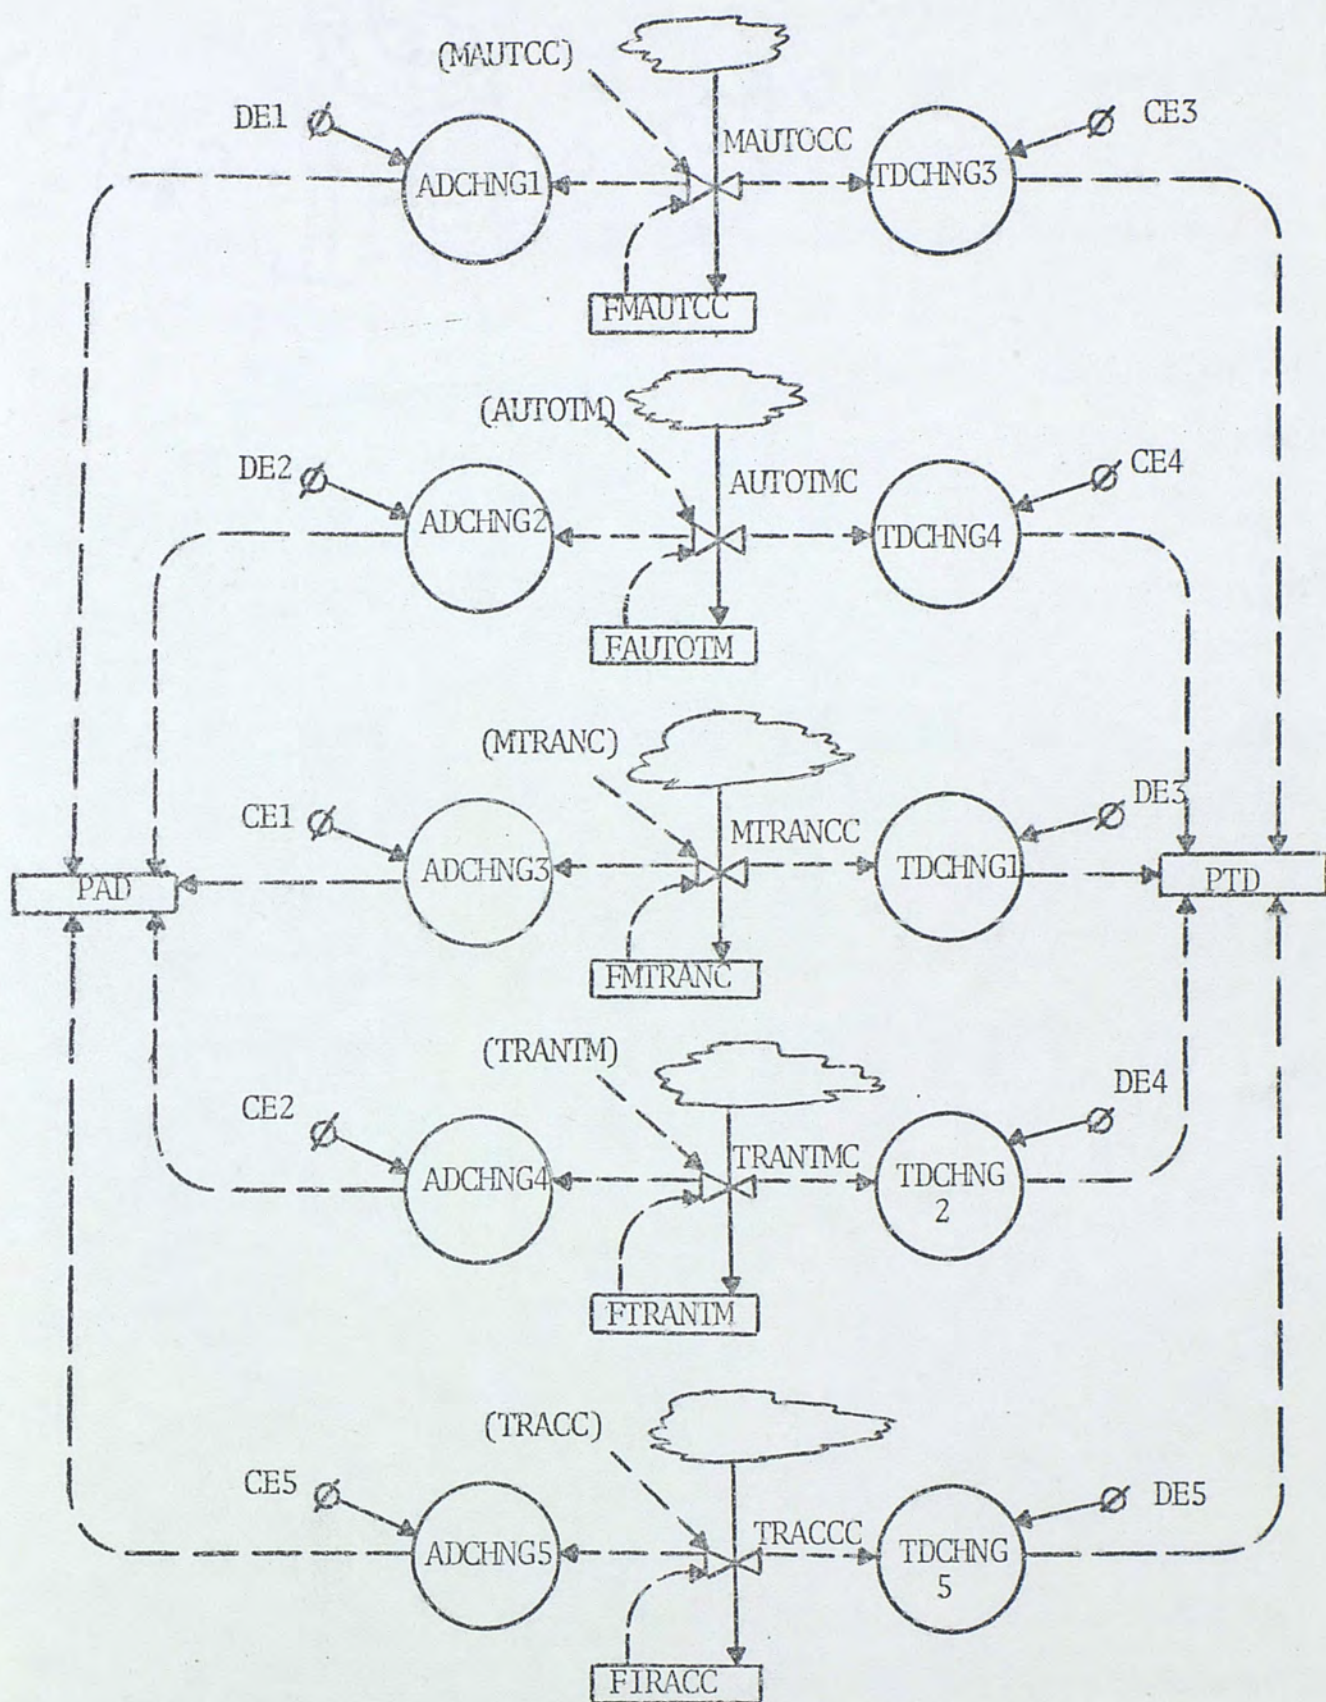 (MAUTCC)
DE1
CE3
MAUTOCC
ADCHNG1
TDCHNG3
FMAUTCC
(AUTOTM)
DE2
CE4
AUTOTMC
ADCHNG2
TDCHNG4
FAUTOTM
(MTRANC)
DE3
CE1
MTRANCC
ADCHNG3
TDCHNG1
PAD
PTD
FMTRANC
(TRANTM)
DE4
CE2
TRANTMC
ADCHNG4
TDCHNG
2
FTRANTM
(TRACC)
CE5
DE5
TRACCC
ADCHNG5
TDCHNG
5
FTRACC